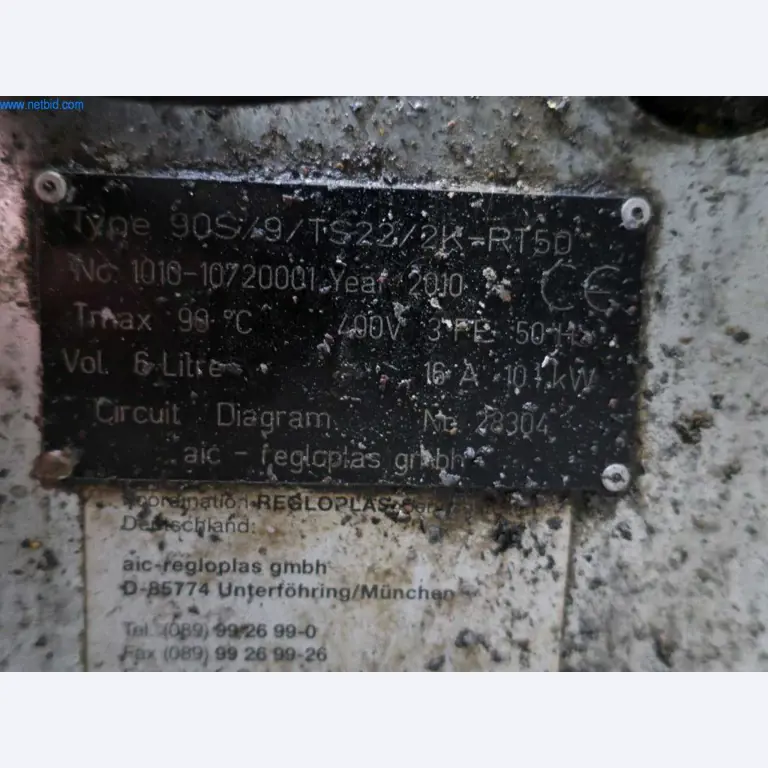 www.netbid.com
Type 90S/9/TS22/2K-RT50
No. 1010-10720001 Year 2010 CE
Tmax 90 °C 400V 3 PE 50 Hz
Vol. 6 Litre 16 A 10 kW
Circuit Diagram No. 28304
aic - regloplas gmbh
Koordination REGLOPLAS
Deutschland:
aic-regloplas gmbh
D-85774 Unterföhring/München
Tel. (089) 99 26 99-0
Fax (089) 99 26 99-26